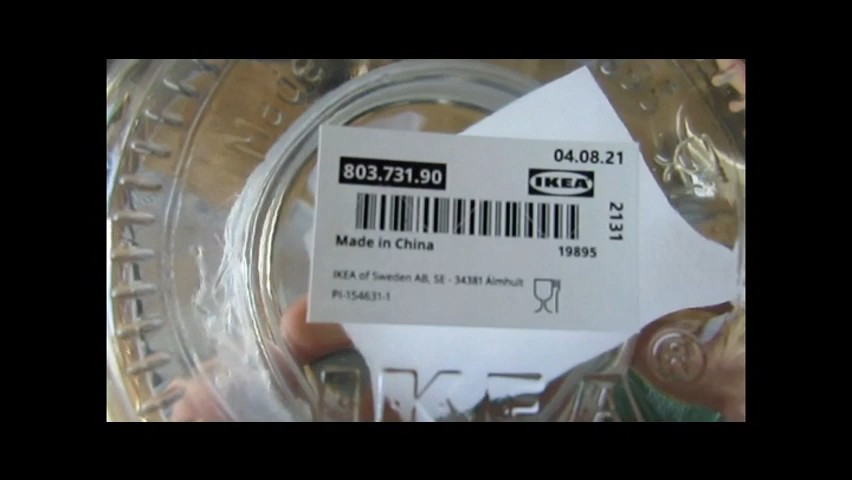 Made
04.08.21
803.731.90
IKEA
2131
Made in China
19895
IKEA of Sweden AB, SE - 34381 Älmhult
PI-154631-1
IKEA ®